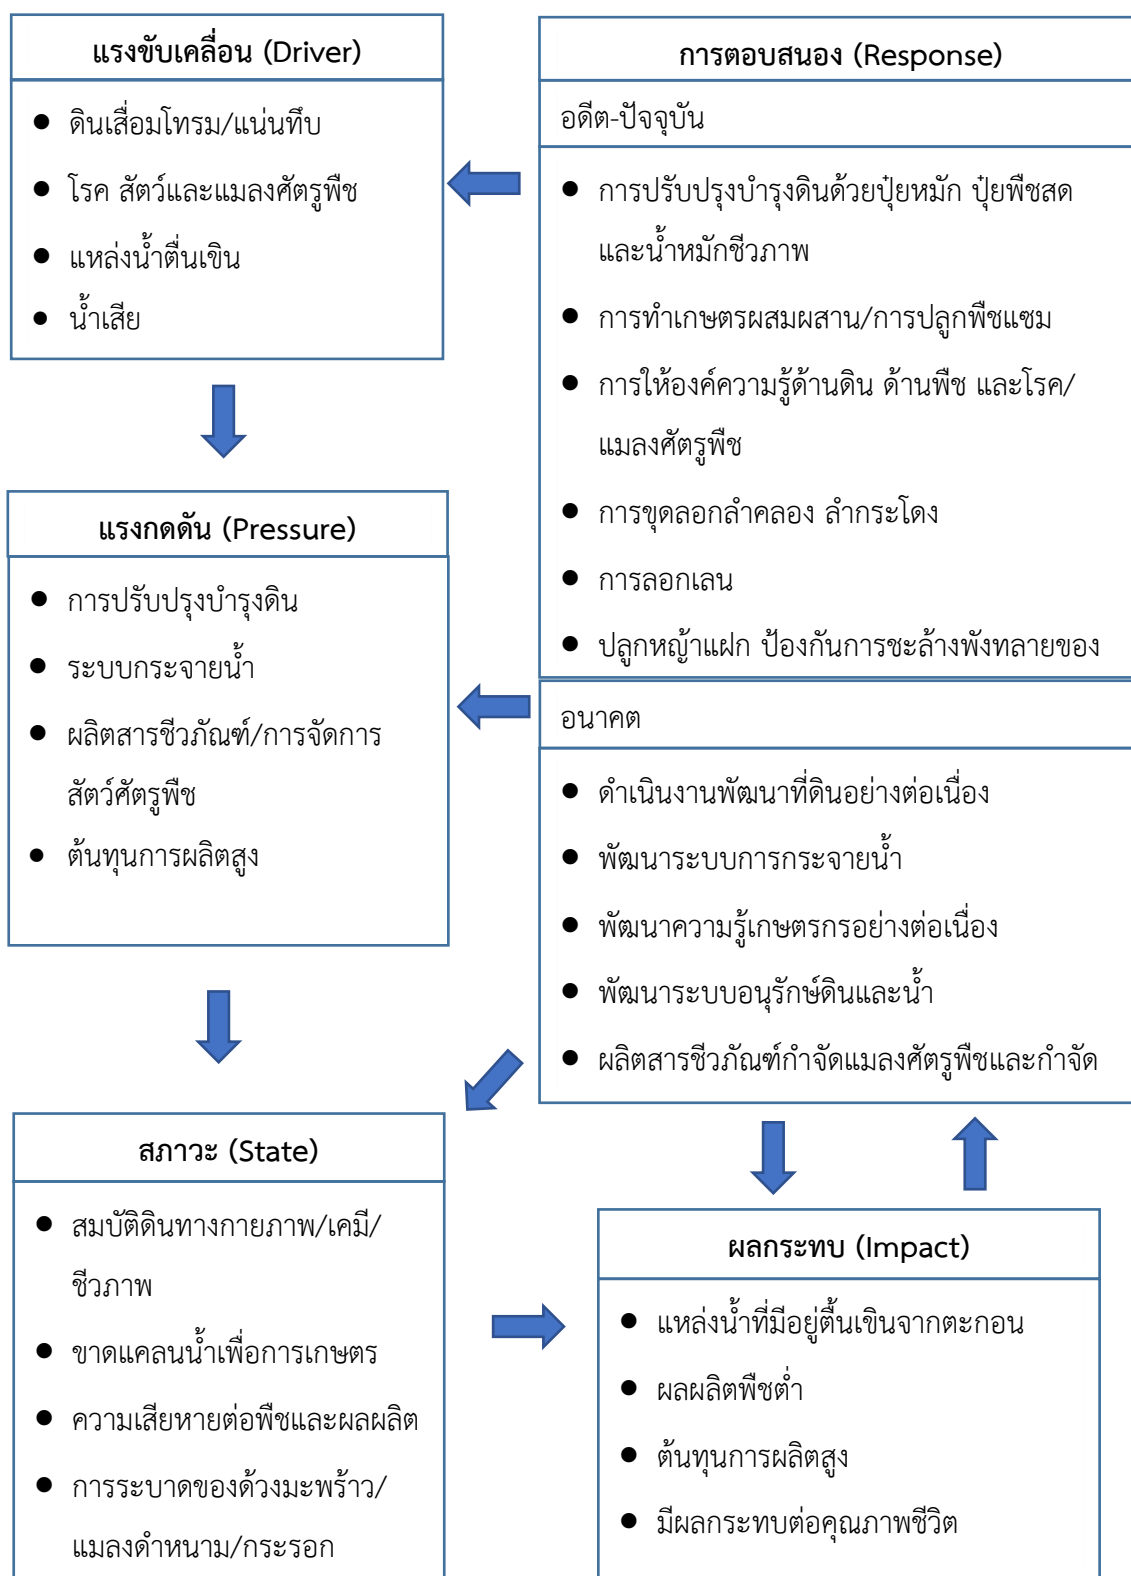 แรงขับเคลื่อน (Driver)
● ดินเสื่อมโทรม/แน่นทึบ
● โรค สัตว์และแมลงศัตรูพืช
● แหล่งน้ำตื่นเขิน
● น้ำเสีย
แรงกดดัน (Pressure)
● การปรับปรุงบำรุงดิน
● ระบบกระจายน้ำ
● ผลิตสารชีวภัณฑ์/การจัดการ
สัตว์ศัตรูพืช
● ต้นทุนการผลิตสูง
สภาวะ (State)
● สมบัติดินทางกายภาพ/เคมี/
ชีวภาพ
● ขาดแคลนน้ำเพื่อการเกษตร
● ความเสียหายต่อพืชและผลผลิต
● การระบาดของด้วงมะพร้าว/
แมลงดำหนาม/กระรอก
การตอบสนอง (Response)
อดีต-ปัจจุบัน
● การปรับปรุงบำรุงดินด้วยปุ๋ยหมัก ปุ๋ยพืชสด
และน้ำหมักชีวภาพ
● การทำเกษตรผสมผสาน/การปลูกพืชแซม
● การให้องค์ความรู้ด้านดิน ด้านพืช และโรค/
แมลงศัตรูพืช
● การขุดลอกลำคลอง ลำกระโดง
● การลอกเลน
● ปลูกหญ้าแฝก ป้องกันการชะล้างพังทลายของ
อนาคต
● ดำเนินงานพัฒนาที่ดินอย่างต่อเนื่อง
● พัฒนาระบบการกระจายน้ำ
● พัฒนาความรู้เกษตรกรอย่างต่อเนื่อง
● พัฒนาระบบอนุรักษ์ดินและน้ำ
● ผลิตสารชีวภัณฑ์กำจัดแมลงศัตรูพืชและกำจัด
ผลกระทบ (Impact)
● แหล่งน้ำที่มีอยู่ตื้นเขินจากตะกอน
● ผลผลิตพืชต่ำ
● ต้นทุนการผลิตสูง
● มีผลกระทบต่อคุณภาพชีวิต